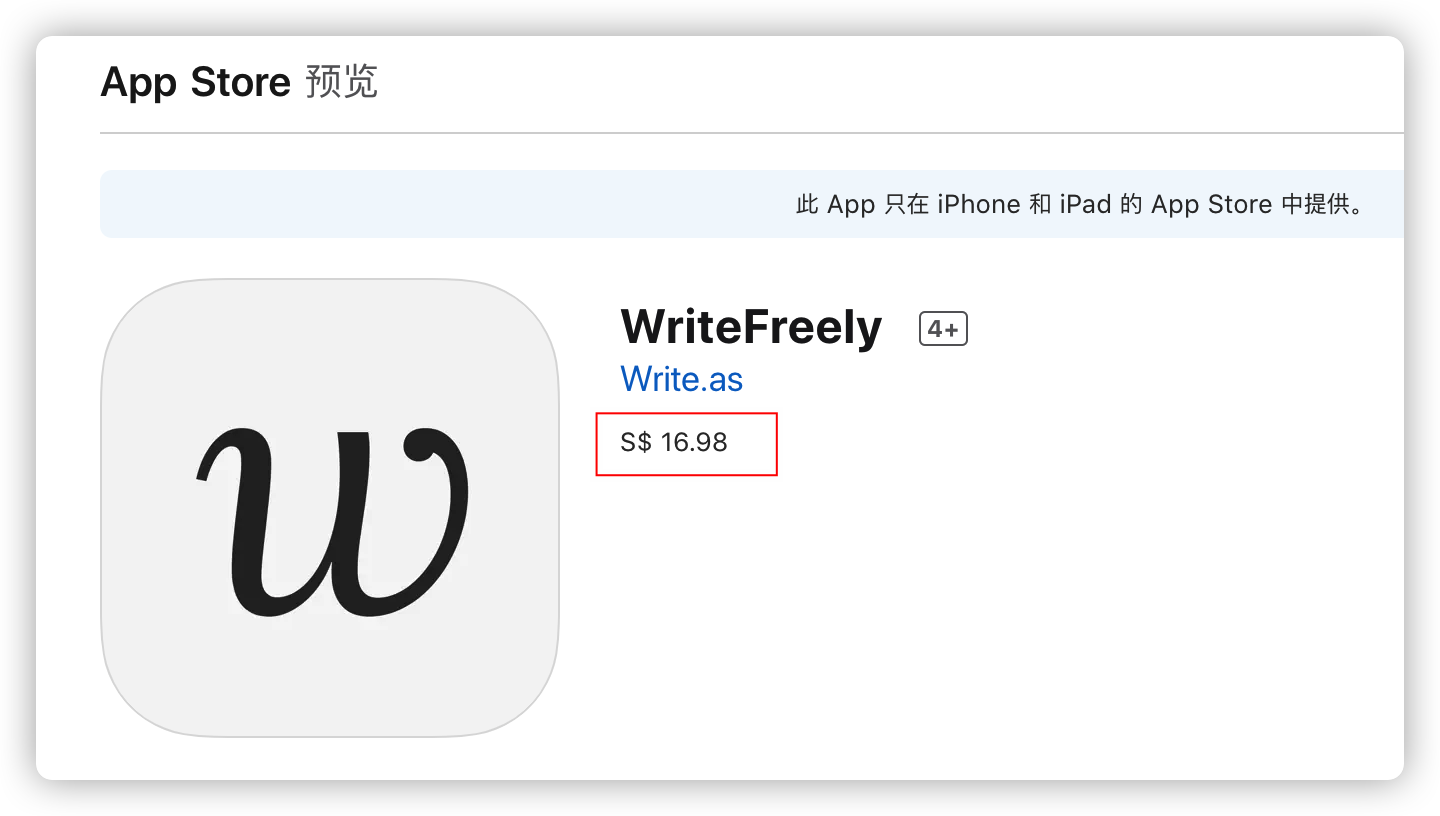 App Store 预览
此 App 只在 iPhone 和 iPad 的 App Store 中提供。
WriteFreely 4+
Write.as
S$ 16.98
w